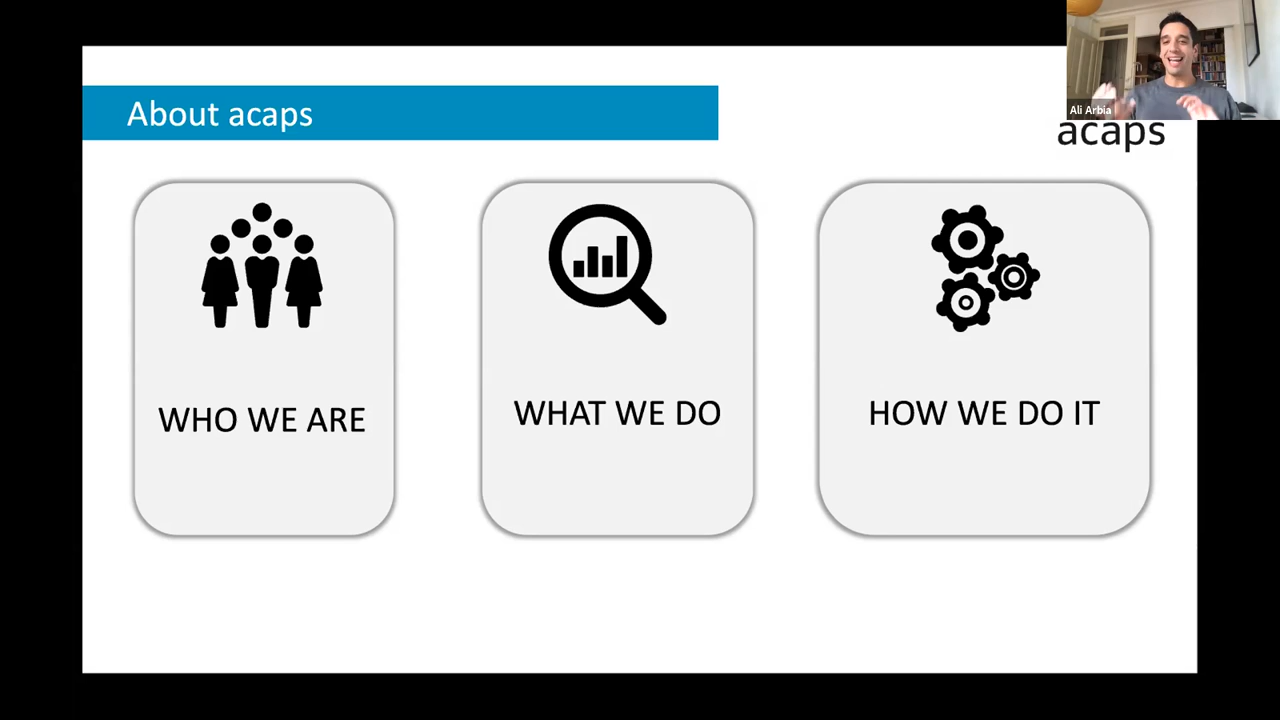 About acaps
Ali Arbia
acaps
WHO WE ARE
WHAT WE DO
HOW WE DO IT